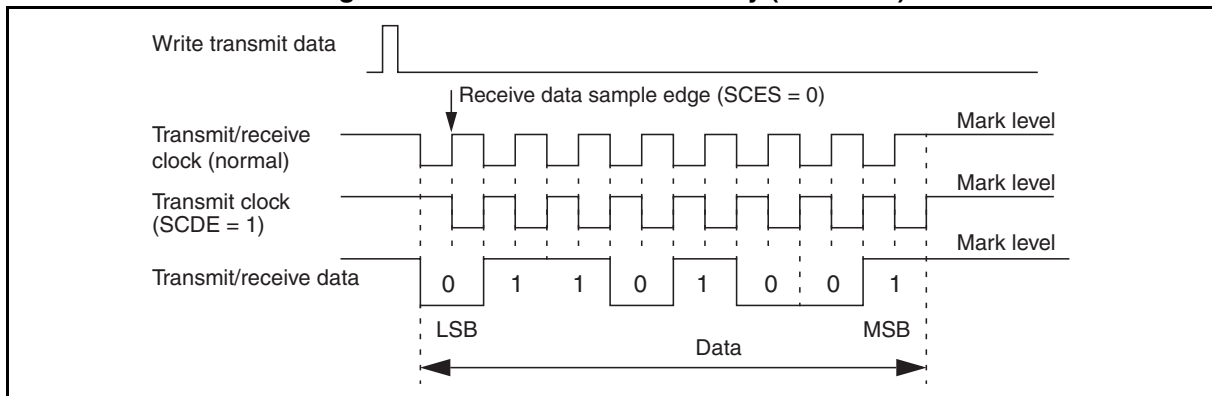 Write transmit data
Receive data sample edge (SCES = 0)
Mark level
Transmit/receive
clock (normal)
Mark level
Transmit clock
(SCDE = 1)
Mark level
Transmit/receive data
0 1 1 0 1 0 0 1
LSB MSB
Data